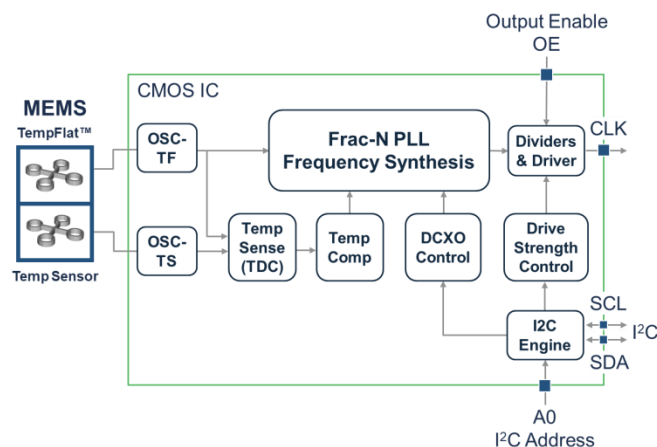 Output Enable
OE
CMOS IC
MEMS
TempFlat™
OSC-
TF
Frac-N PLL
Frequency Synthesis
Dividers
& Driver
CLK
OSC-
TS
Temp
Sense
(TDC)
Temp
Comp
DCXO
Control
Drive
Strength
Control
Temp Sensor
I2C
Engine
SCL
I²C
SDA
A0
I²C Address